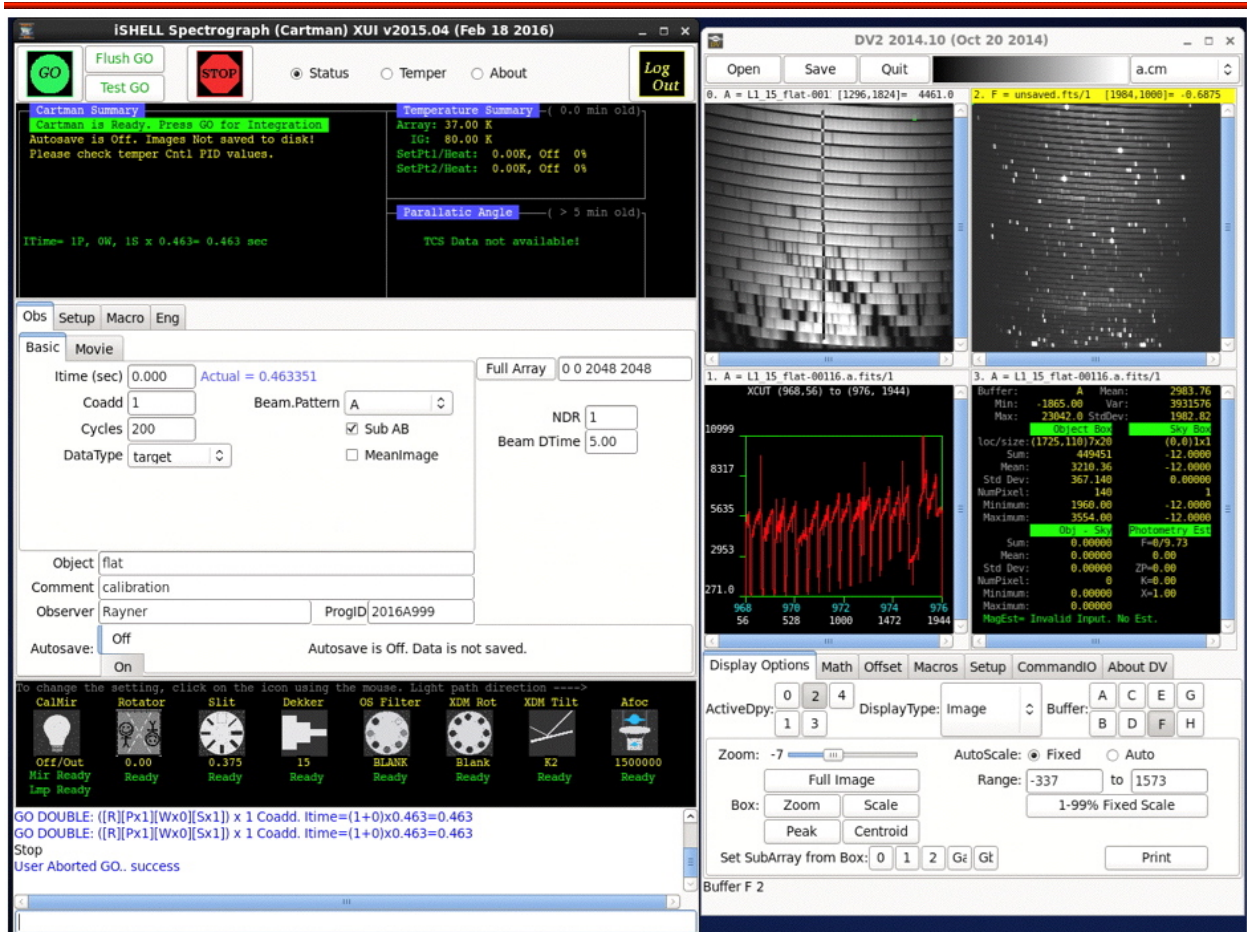 iSHELL Spectrograph (Cartman) XUI v2015.04 (Feb 18 2016)
GO
Flush GO
Test GO
STOP
Status
Temper
About
Log Out
Cartman Summary
Cartman is Ready. Press GO for Integration
Autosave is Off. Images Not saved to disk!
Please check temper Cntl PID values.
ITime= 1P, 0W, 1S x 0.463= 0.463 sec
Temperature Summary ( 0.0 min old)
Array: 37.00 K
IG: 80.00 K
SetPt1/Heat: 0.00K, Off 0%
SetPt2/Heat: 0.00K, Off 0%
Parallatic Angle ( > 5 min old)
TCS Data not available!
Obs Setup Macro Eng
Basic Movie
Itime (sec) 0.000 Actual = 0.463351
Full Array 0 0 2048 2048
Coadd 1 Beam.Pattern A
NDR 1
Cycles 200 Sub AB
Beam DTime 5.00
DataType target MeanImage
Object flat
Comment calibration
Observer Rayner ProgID 2016A999
Autosave: Off
On
Autosave is Off. Data is not saved.
To change the setting, click on the icon using the mouse. Light path direction ---->
CalMir Rotator Slit Dekker OS Filter XDM Rot XDM Tilt Afoc
Off/Out 0.00 0.375 15 BLANK Blank K2 1500000
Mir Ready Ready Ready Ready Ready Ready Ready Ready
Lmp Ready
GO DOUBLE: ([R][Px1][Wx0][Sx1]) x 1 Coadd. Itime=(1+0)x0.463=0.463
GO DOUBLE: ([R][Px1][Wx0][Sx1]) x 1 Coadd. Itime=(1+0)x0.463=0.463
Stop
User Aborted GO.. success
DV2 2014.10 (Oct 20 2014)
Open Save Quit a.cm
0. A = L1_15_flat-001 [1296,1824]= 4461.0
2. F = unsaved.fts/1 [1984,1000]= -0.6875
1. A = L1_15_flat-00116.a.fits/1
XCUT (968,56) to (976, 1944)
10999
8317
5635
2953
271.0
968 970 972 974 976
56 528 1000 1472 1944
3. A = L1_15_flat-00116.a.fits/1
Buffer: A Mean: 2983.76
Min: -1865.00 Var: 3931576
Max: 23042.0 StdDev: 1982.82
Object Box Sky Box
loc/size:(1725,110)7x20 (0,0)1x1
Sum: 449451 -12.0000
Mean: 3210.36 -12.0000
Std Dev: 367.140 0.00000
NumPixel: 140 1
Minimum: 1960.00 -12.0000
Maximum: 3554.00 -12.0000
Obj - Sky Photometry Est
Sum: 0.00000 F=0/9.73
Mean: 0.00000 0.00
Std Dev: 0.00000 ZP=0.00
NumPixel: 0 K=0.00
Minimum: 0.00000 X=1.00
Maximum: 0.00000
MagEst= Invalid Input. No Est.
Display Options Math Offset Macros Setup CommandIO About DV
ActiveDpy: 0 2 4 DisplayType: Image Buffer: A C E G
1 3 B D F H
Zoom: -7 AutoScale: Fixed Auto
Full Image Range: -337 to 1573
Box: Zoom Scale 1-99% Fixed Scale
Peak Centroid
Set SubArray from Box: 0 1 2 Ga Gb Print
Buffer F 2